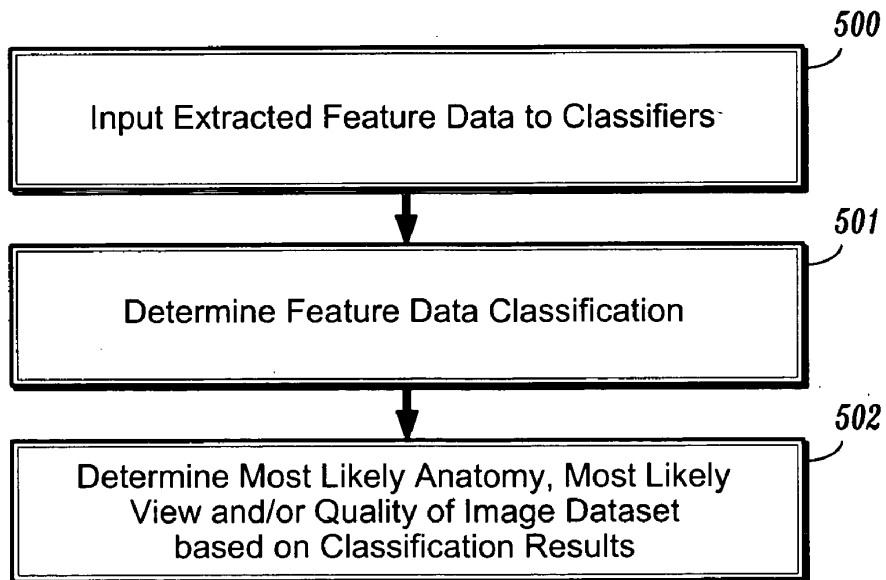 500
Input Extracted Feature Data to Classifiers
501
Determine Feature Data Classification
502
Determine Most Likely Anatomy, Most Likely
View and/or Quality of Image Dataset
based on Classification Results